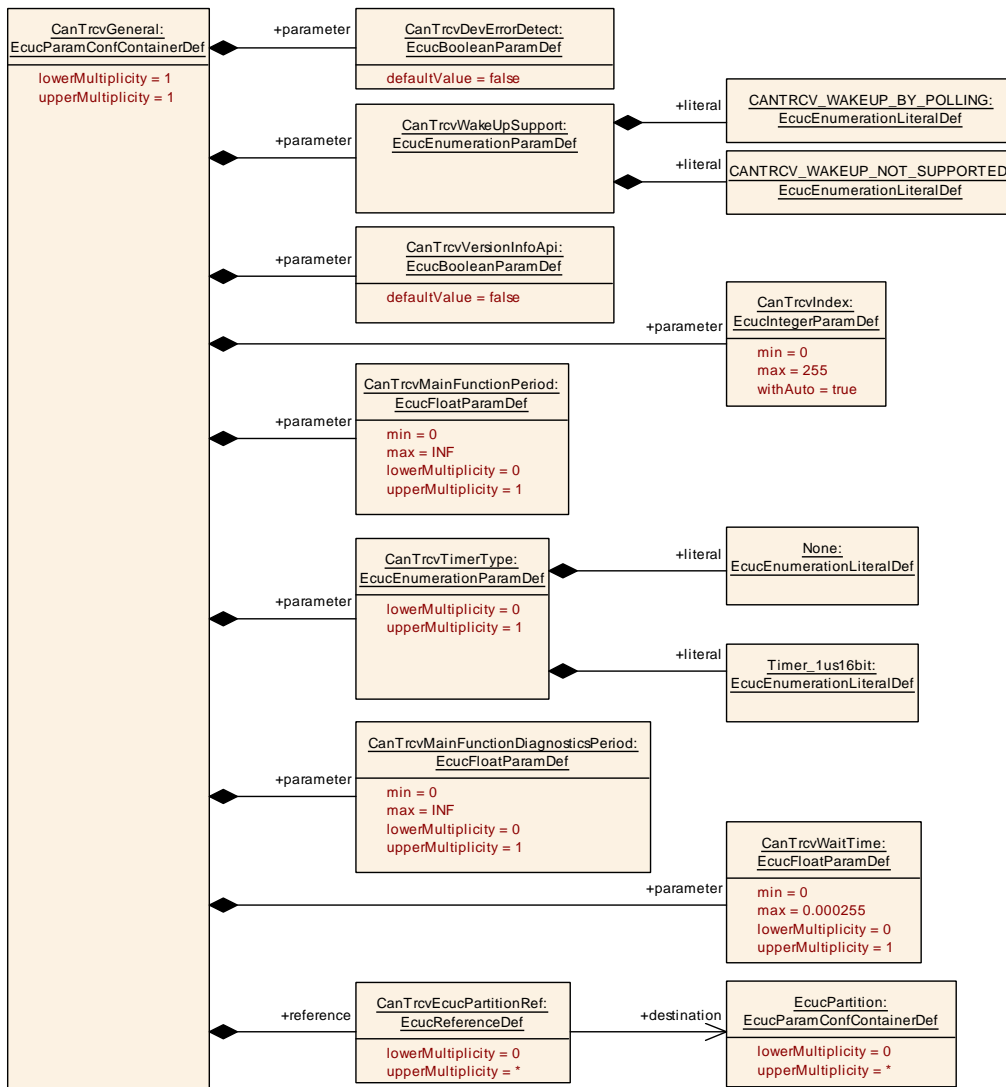 CanTrcvGeneral:
EcucParamConfContainerDef
lowerMultiplicity = 1
upperMultiplicity = 1
+parameter
CanTrcvDevErrorDetect:
EcucBooleanParamDef
defaultValue = false
+parameter
CanTrcvWakeUpSupport:
EcucEnumerationParamDef
+literal
CANTRCV_WAKEUP_BY_POLLING:
EcucEnumerationLiteralDef
+literal
CANTRCV_WAKEUP_NOT_SUPPORTED
EcucEnumerationLiteralDef
+parameter
CanTrcvVersionInfoApi:
EcucBooleanParamDef
defaultValue = false
+parameter
CanTrcvIndex:
EcucIntegerParamDef
min = 0
max = 255
withAuto = true
+parameter
CanTrcvMainFunctionPeriod:
EcucFloatParamDef
min = 0
max = INF
lowerMultiplicity = 0
upperMultiplicity = 1
+parameter
CanTrcvTimerType:
EcucEnumerationParamDef
lowerMultiplicity = 0
upperMultiplicity = 1
+literal
None:
EcucEnumerationLiteralDef
+literal
Timer_1us16bit:
EcucEnumerationLiteralDef
+parameter
CanTrcvMainFunctionDiagnosticsPeriod:
EcucFloatParamDef
min = 0
max = INF
lowerMultiplicity = 0
upperMultiplicity = 1
+parameter
CanTrcvWaitTime:
EcucFloatParamDef
min = 0
max = 0.000255
lowerMultiplicity = 0
upperMultiplicity = 1
+reference
CanTrcvEcucPartitionRef:
EcucReferenceDef
lowerMultiplicity = 0
upperMultiplicity = *
+destination
EcucPartition:
EcucParamConfContainerDef
lowerMultiplicity = 0
upperMultiplicity = *